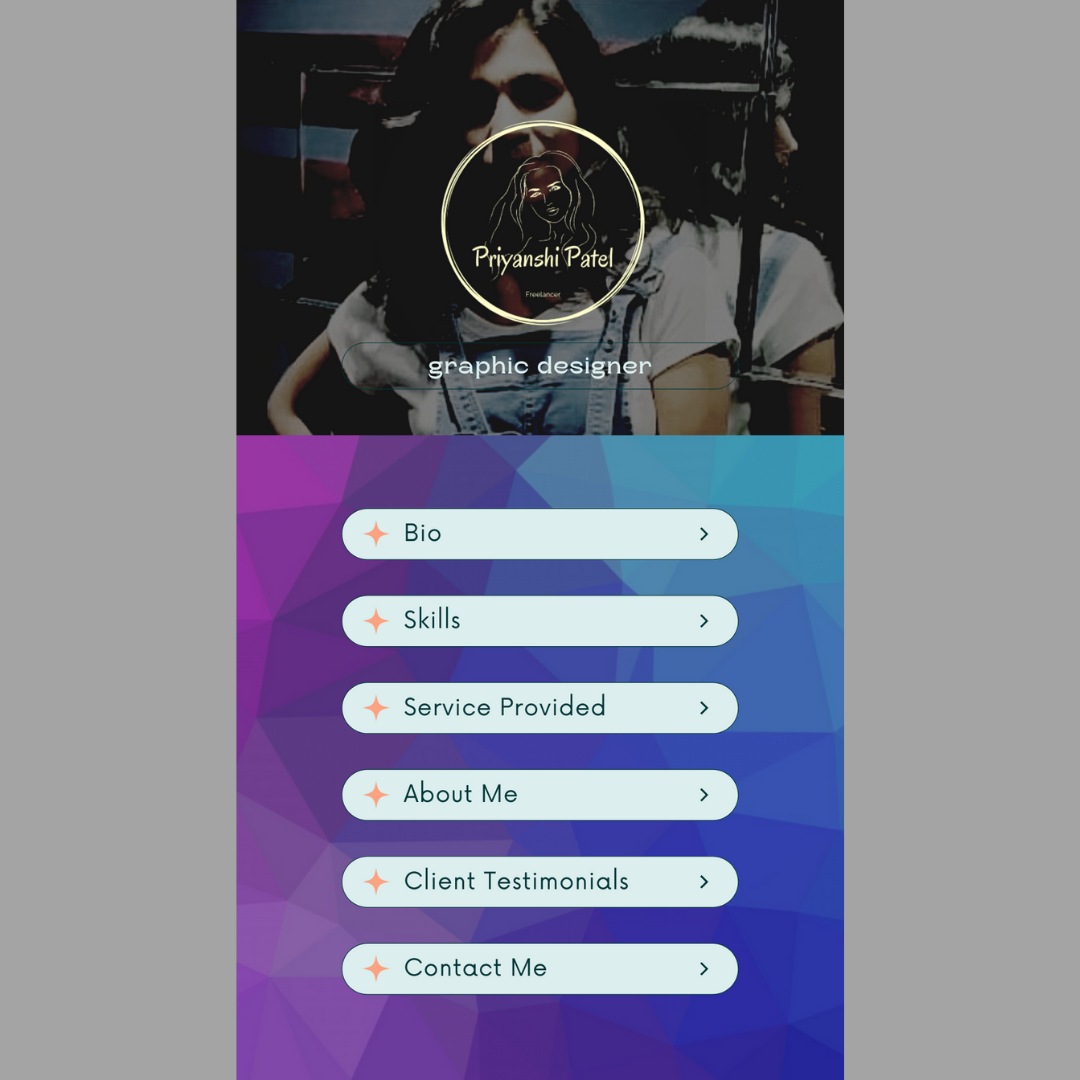 Priyanshi Patel
Freelancer
graphic designer
Bio
Skills
Service Provided
About Me
Client Testimonials
Contact Me